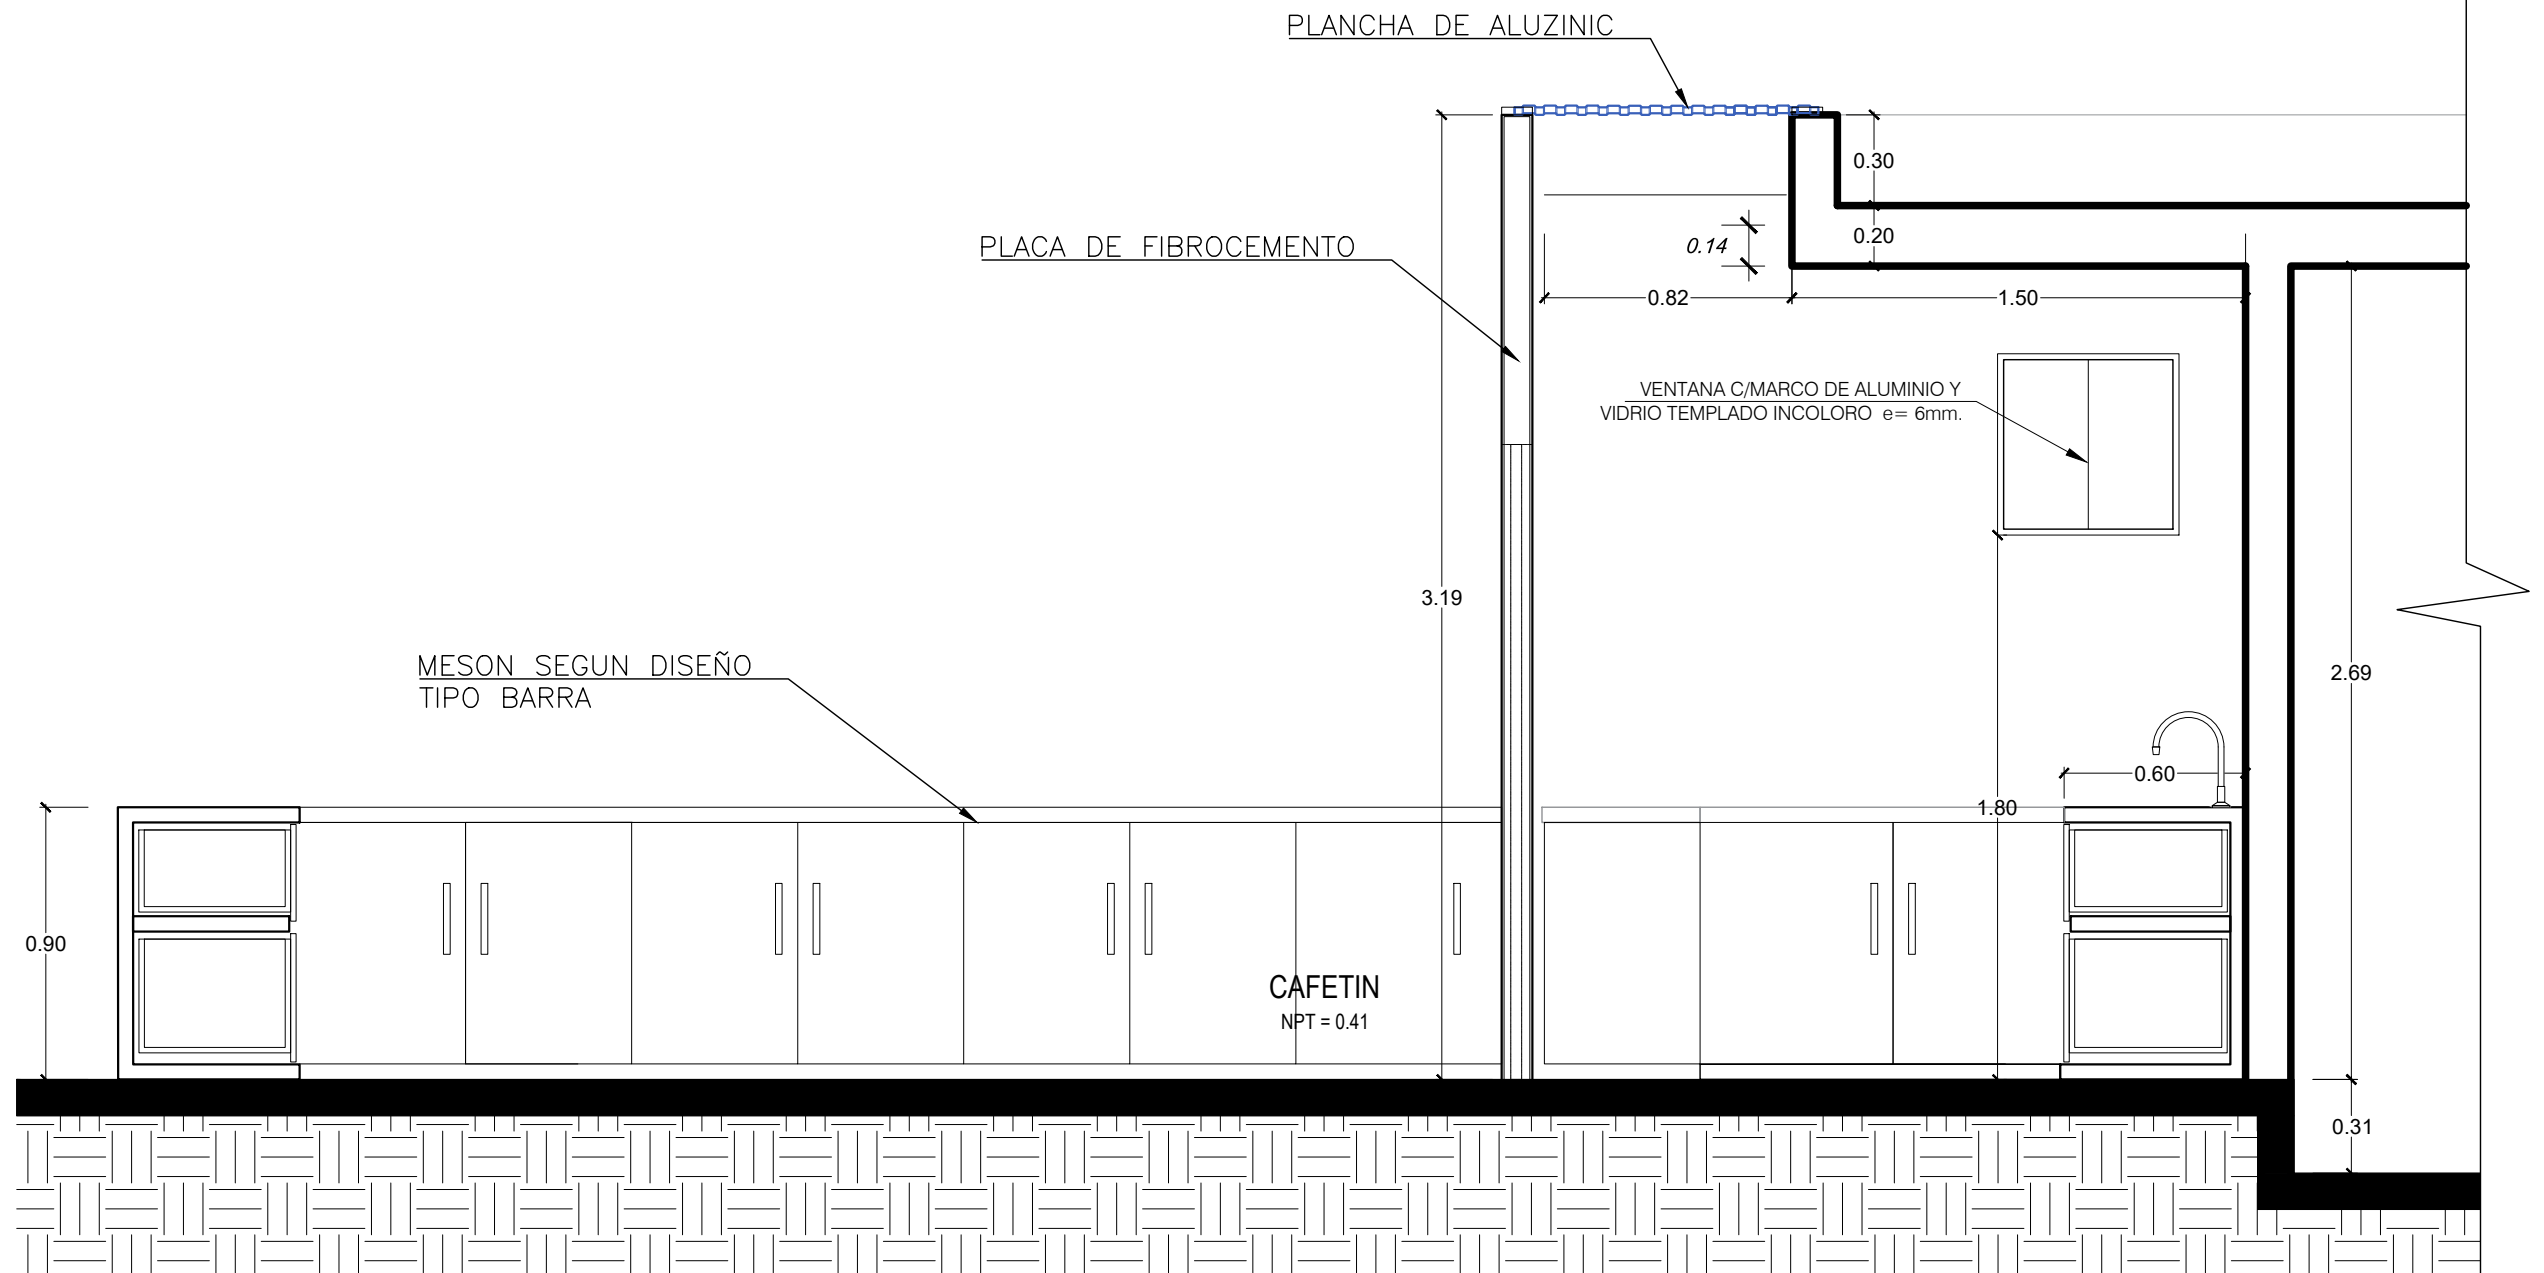 PLANCHA DE ALUZINIC
0.30
0.20
0.14
PLACA DE FIBROCEMENTO
0.82
1.50
VENTANA C/MARCO DE ALUMINIO Y
VIDRIO TEMPLADO INCOLORO e= 6mm.
3.19
MESON SEGUN DISEÑO
TIPO BARRA
2.69
0.60
1.80
0.90
CAFETIN
NPT = 0.41
0.31